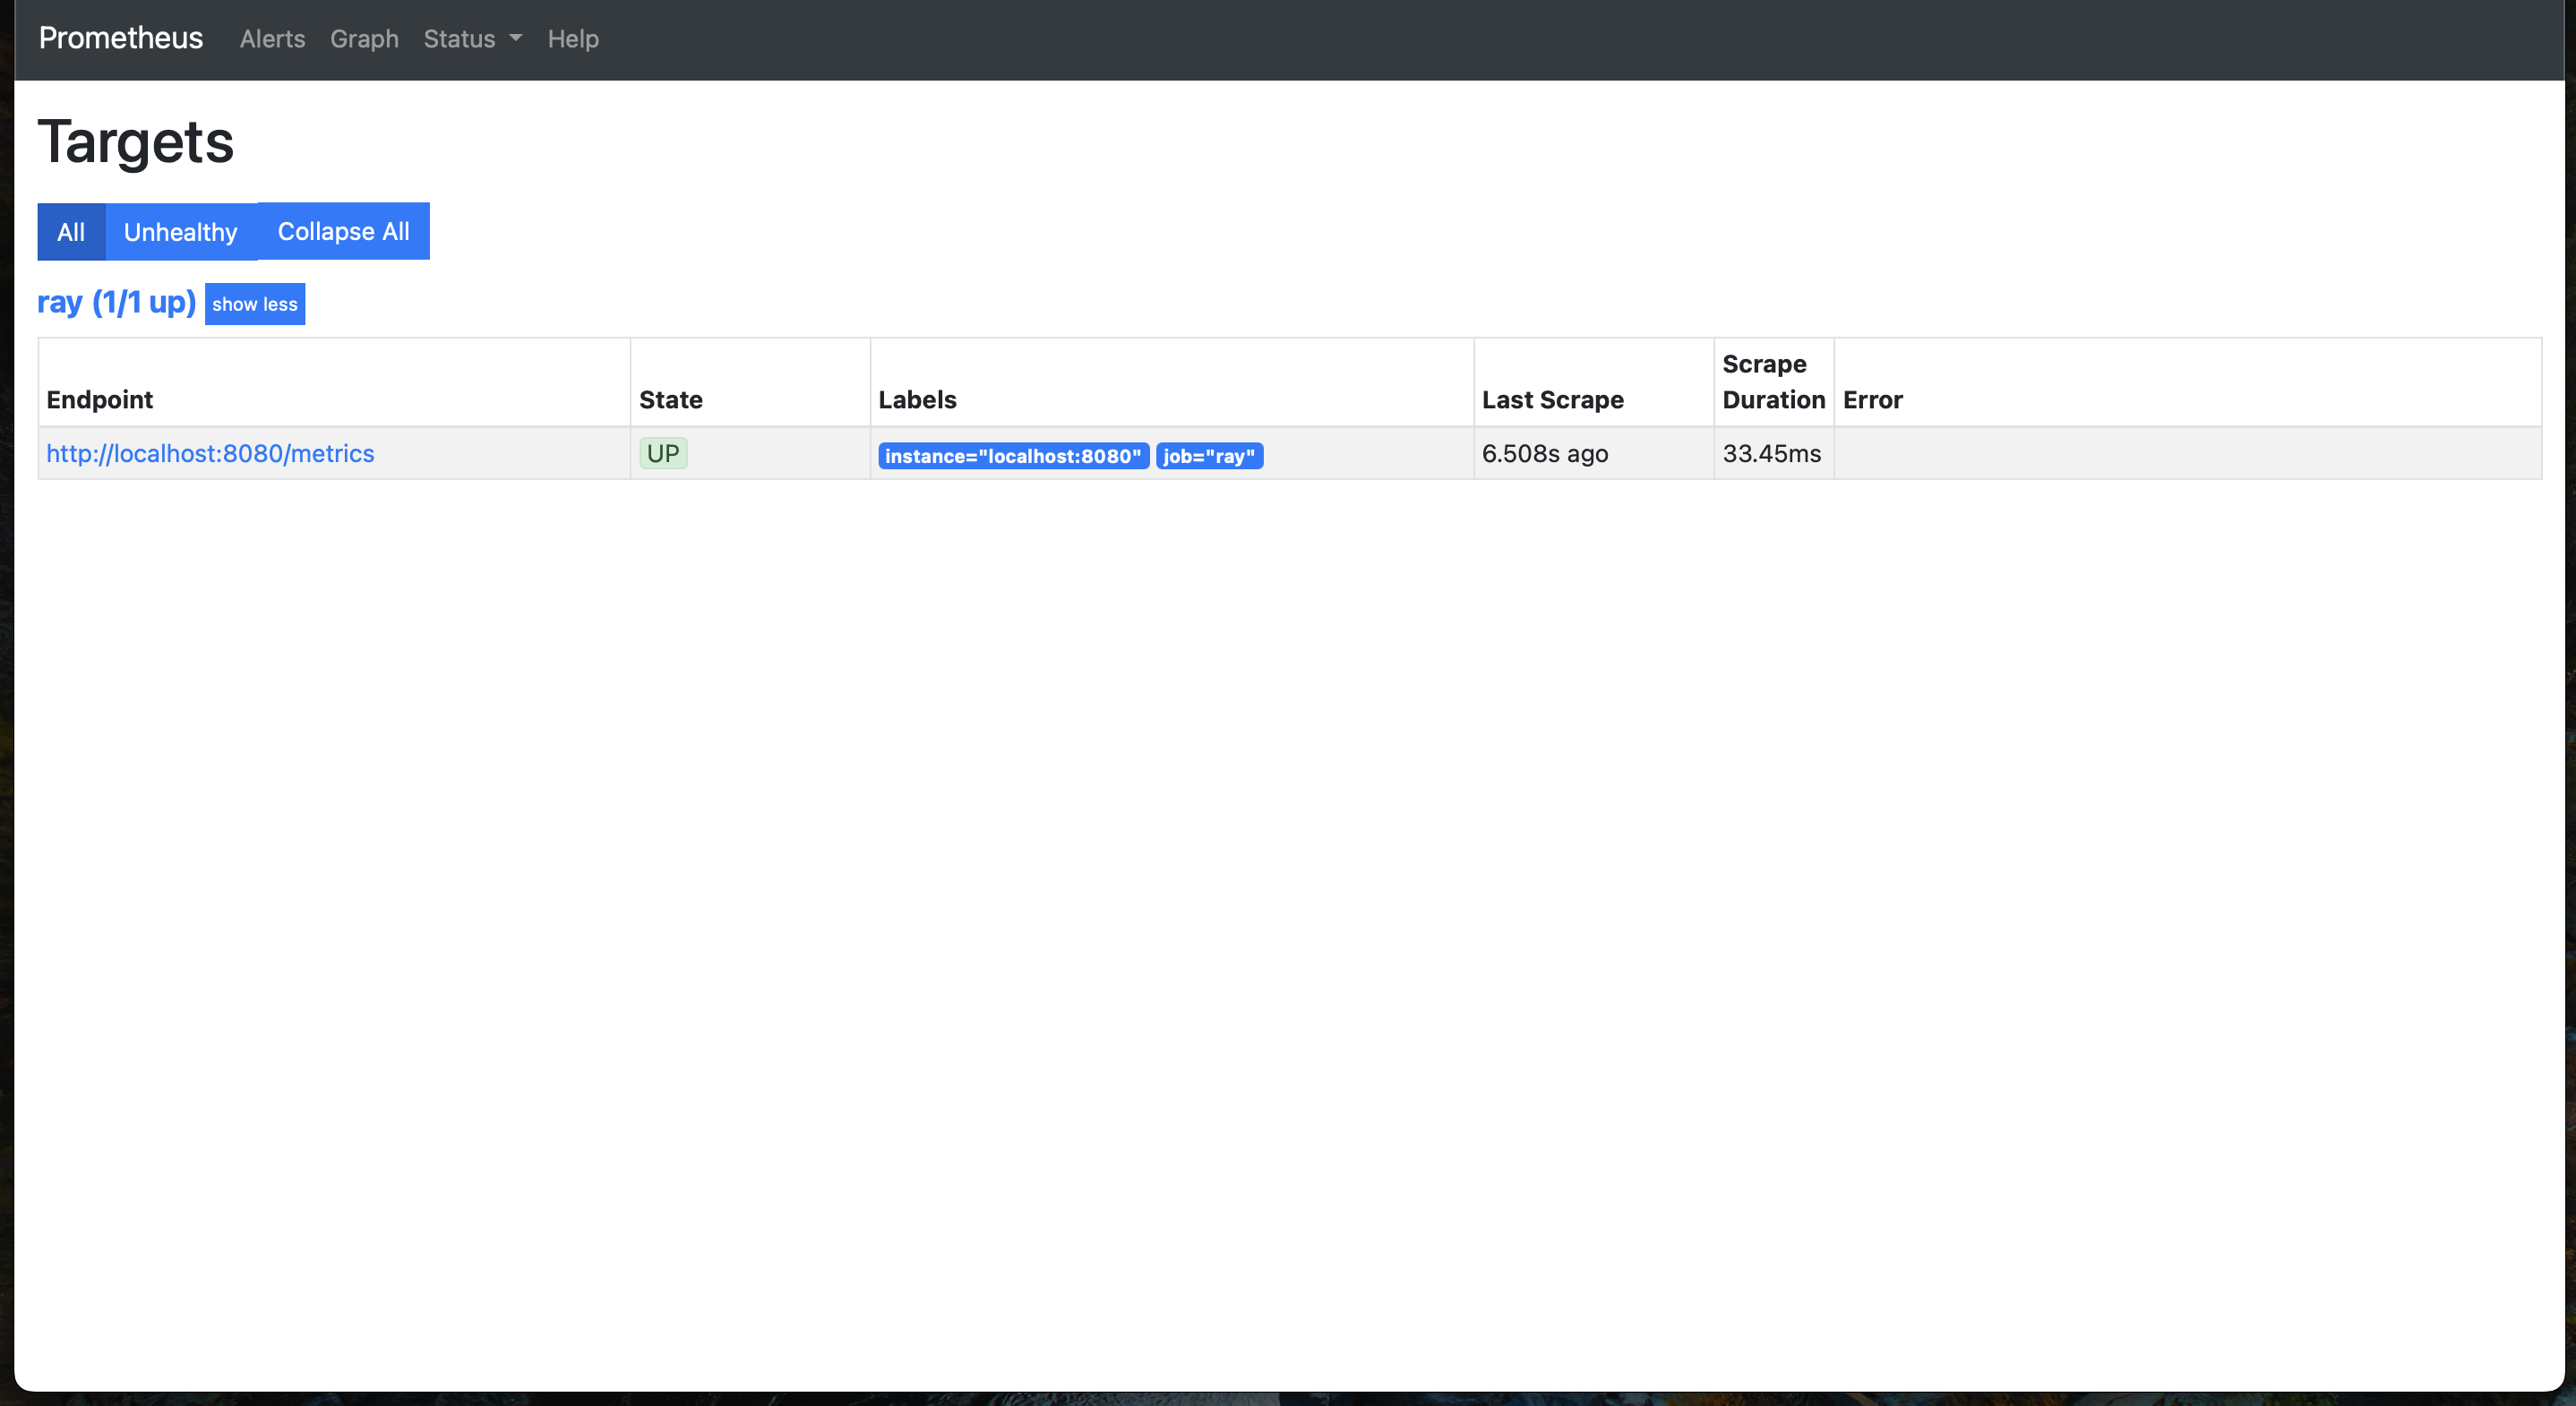 Prometheus Alerts Graph Status Help
Targets
All Unhealthy Collapse All
ray (1/1 up) show less
Endpoint State Labels Last Scrape Scrape Duration Error
http://localhost:8080/metrics UP instance="localhost:8080" job="ray" 6.508s ago 33.45ms